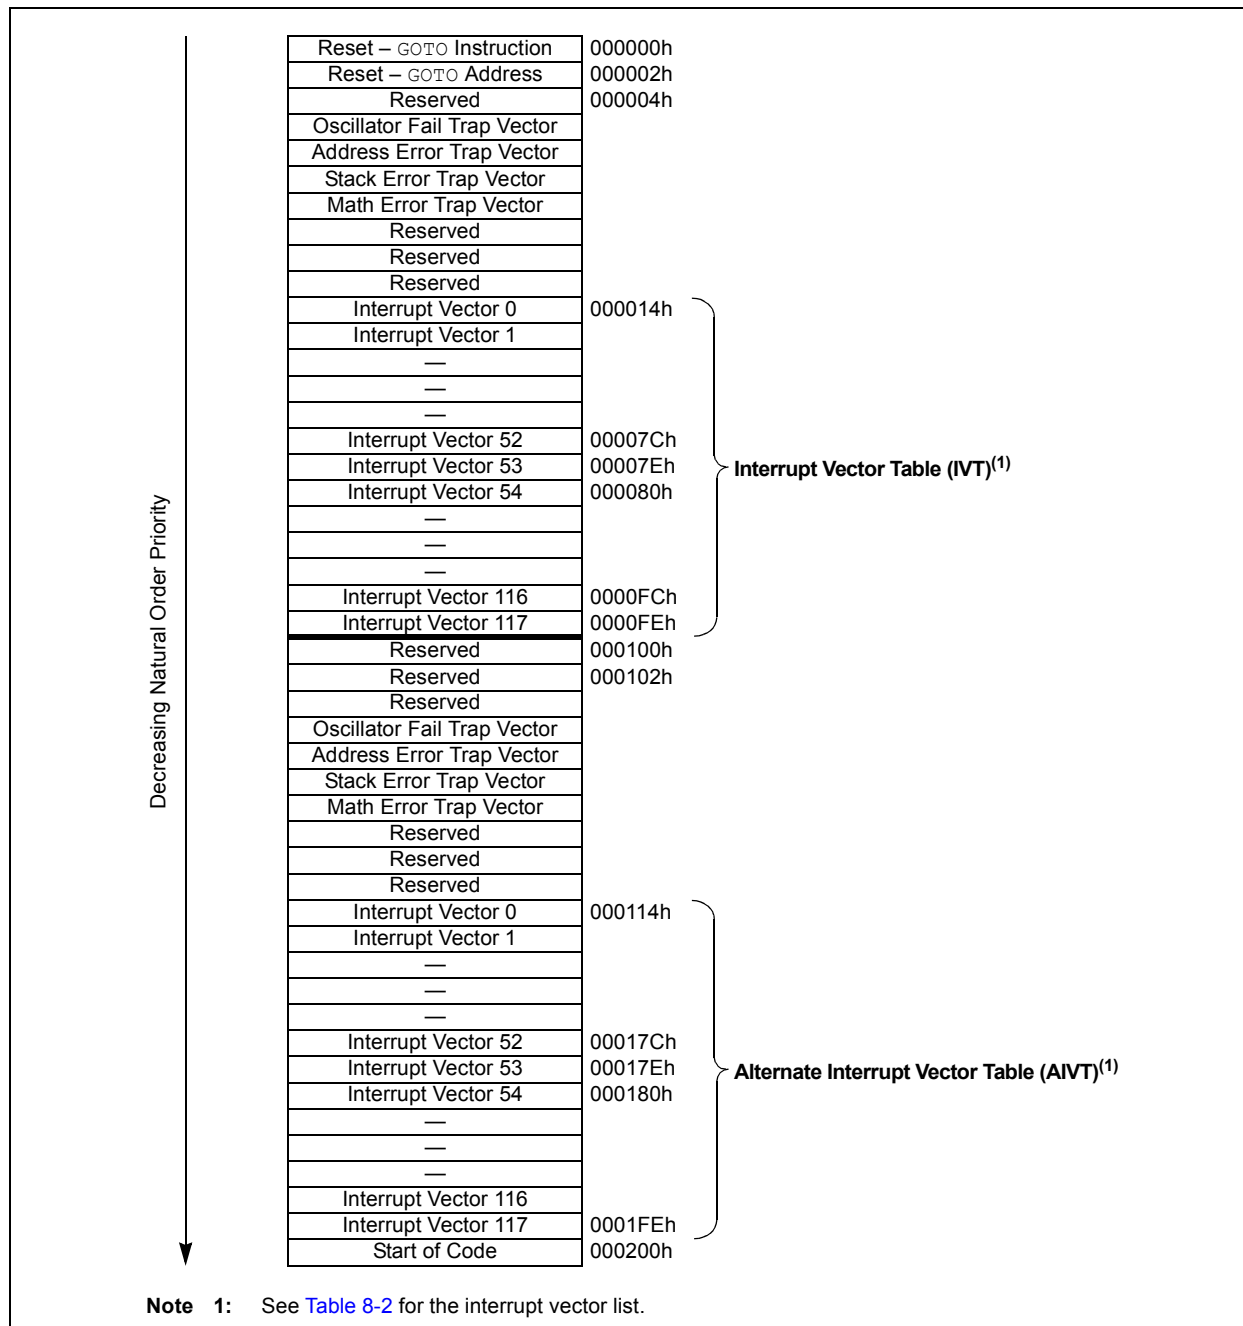 Reset – GOTO Instruction 000000h
Reset – GOTO Address 000002h
Reserved 000004h
Oscillator Fail Trap Vector
Address Error Trap Vector
Stack Error Trap Vector
Math Error Trap Vector
Reserved
Reserved
Reserved
Interrupt Vector 0 000014h
Interrupt Vector 1
—
—
—
Interrupt Vector 52 00007Ch
Interrupt Vector 53 00007Eh
Interrupt Vector Table (IVT)(1)
Interrupt Vector 54 000080h
—
—
—
Interrupt Vector 116 0000FCh
Interrupt Vector 117 0000FEh
Decreasing Natural Order Priority
Reserved 000100h
Reserved 000102h
Reserved
Oscillator Fail Trap Vector
Address Error Trap Vector
Stack Error Trap Vector
Math Error Trap Vector
Reserved
Reserved
Reserved
Interrupt Vector 0 000114h
Interrupt Vector 1
—
—
—
Interrupt Vector 52 00017Ch
Interrupt Vector 53 00017Eh
Alternate Interrupt Vector Table (AIVT)(1)
Interrupt Vector 54 000180h
—
—
—
Interrupt Vector 116
Interrupt Vector 117 0001FEh
Start of Code 000200h
Note 1: See Table 8-2 for the interrupt vector list.